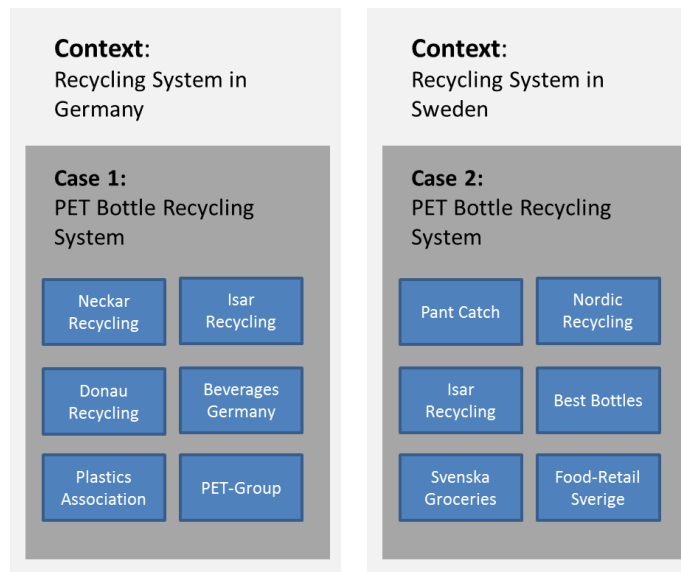 Context:
Recycling System in
Germany
Case 1:
PET Bottle Recycling
System
Neckar
Recycling
Isar
Recycling
Donau
Recycling
Beverages
Germany
Plastics
Association
PET-Group
Context:
Recycling System in
Sweden
Case 2:
PET Bottle Recycling
System
Pant Catch
Nordic
Recycling
Isar
Recycling
Best Bottles
Svenska
Groceries
Food-Retail
Sverige